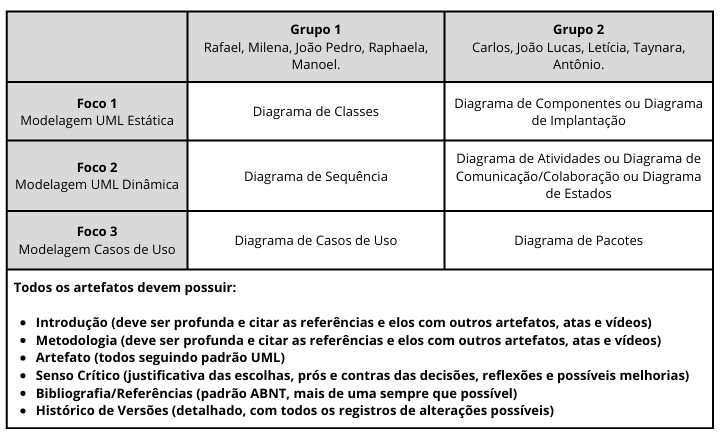 Grupo 1
Rafael, Milena, João Pedro, Raphaela,
Manoel.
Grupo 2
Carlos, João Lucas, Letícia, Taynara,
Antônio.
Foco 1
Modelagem UML Estática
Diagrama de Classes
Diagrama de Componentes ou Diagrama
de Implantação
Foco 2
Modelagem UML Dinâmica
Diagrama de Sequência
Diagrama de Atividades ou Diagrama de
Comunicação/Colaboração ou Diagrama
de Estados
Foco 3
Modelagem Casos de Uso
Diagrama de Casos de Uso
Diagrama de Pacotes
Todos os artefatos devem possuir:
• Introdução (deve ser profunda e citar as referências e elos com outros artefatos, atas e vídeos)
• Metodologia (deve ser profunda e citar as referências e elos com outros artefatos, atas e vídeos)
• Artefato (todos seguindo padrão UML)
• Senso Crítico (justificativa das escolhas, prós e contras das decisões, reflexões e possíveis melhorias)
• Bibliografia/Referências (padrão ABNT, mais de uma sempre que possível)
• Histórico de Versões (detalhado, com todos os registros de alterações possíveis)